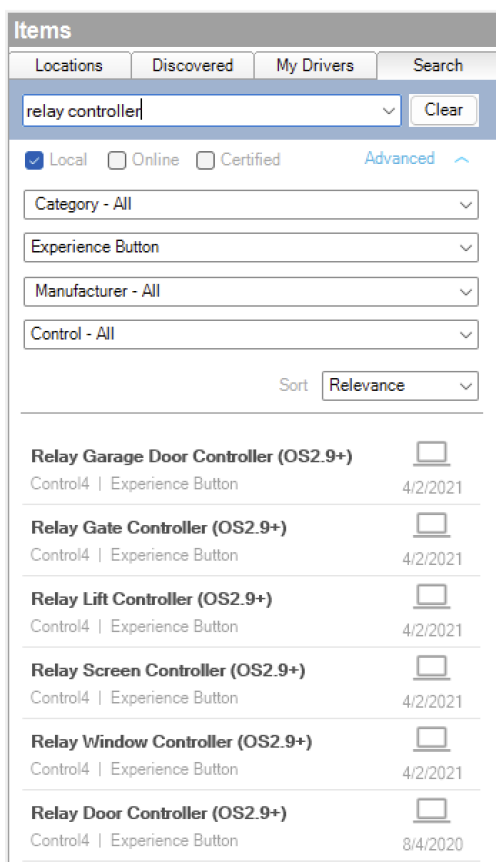 Items
Locations Discovered My Drivers Search
relay controller Clear
Local Online Certified Advanced
Category - All
Experience Button
Manufacturer - All
Control - All
Sort Relevance
Relay Garage Door Controller (OS2.9+)
Control4 | Experience Button 4/2/2021
Relay Gate Controller (OS2.9+)
Control4 | Experience Button 4/2/2021
Relay Lift Controller (OS2.9+)
Control4 | Experience Button 4/2/2021
Relay Screen Controller (OS2.9+)
Control4 | Experience Button 4/2/2021
Relay Window Controller (OS2.9+)
Control4 | Experience Button 4/2/2021
Relay Door Controller (OS2.9+)
Control4 | Experience Button 8/4/2020